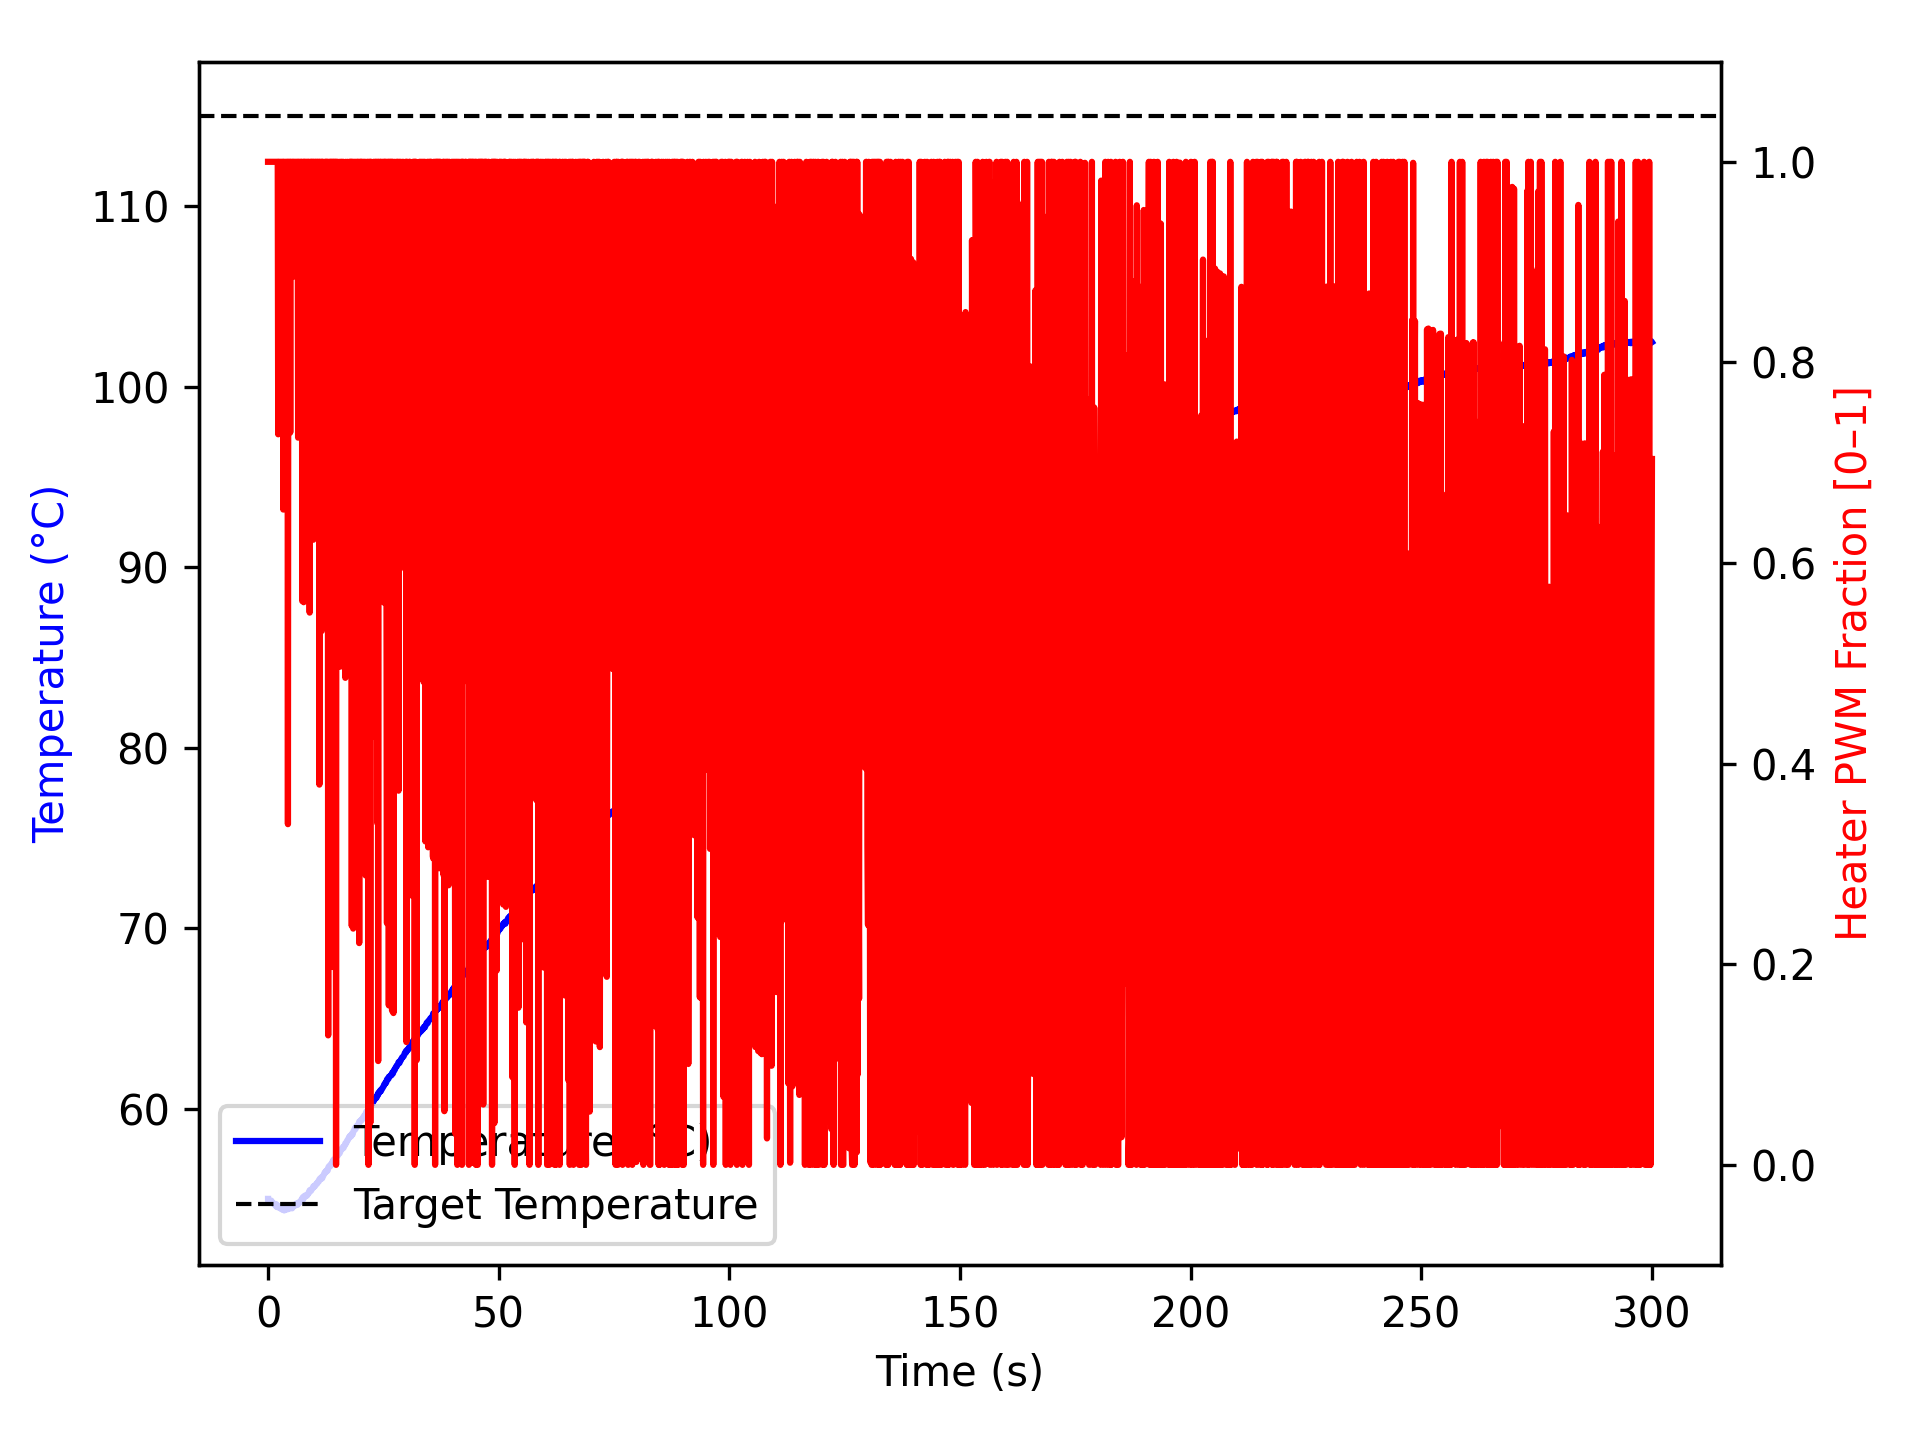 110
100
90
80
70
60
Temperature (°C)
1.0
0.8
0.6
0.4
0.2
0.0
Heater PWM Fraction [0–1]
Temperature (°C)
Target Temperature
0 50 100 150 200 250 300
Time (s)